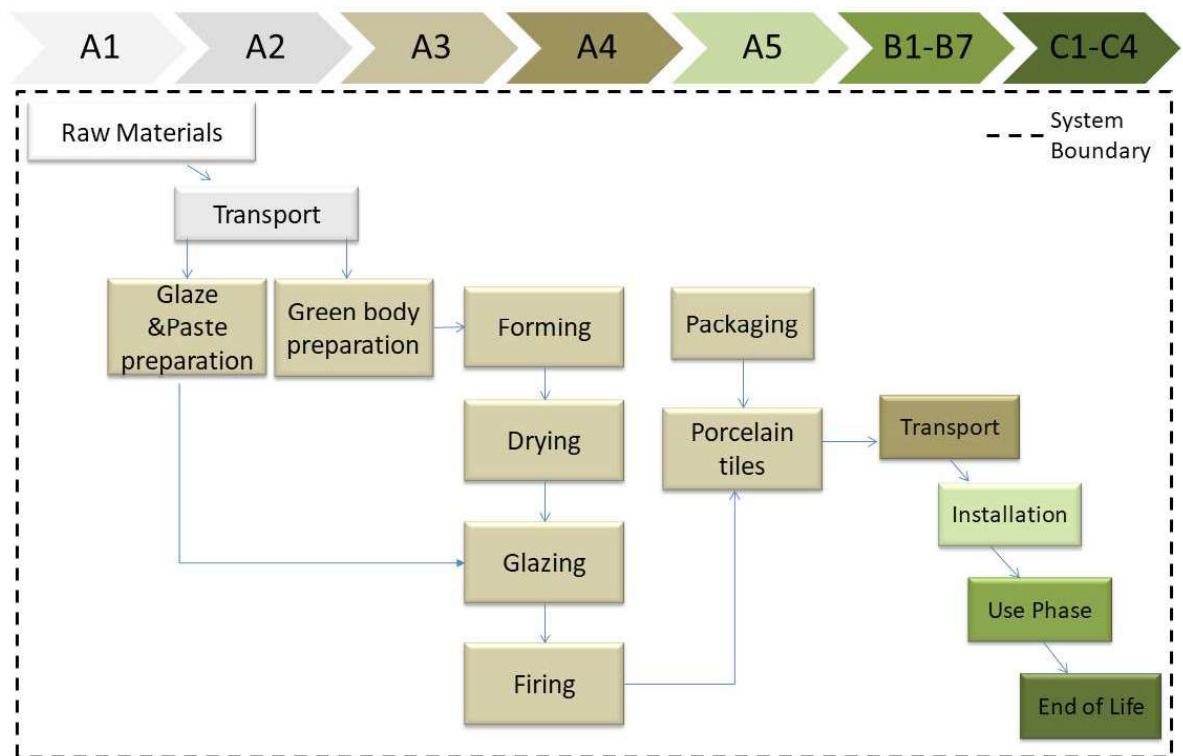 A1
A2
A3
A4
A5
B1-B7
C1-C4
Raw Materials
System
Boundary
Transport
Glaze
&Paste
preparation
Green body
preparation
Forming
Packaging
Drying
Porcelain
tiles
Transport
Installation
Glazing
Use Phase
Firing
End of Life